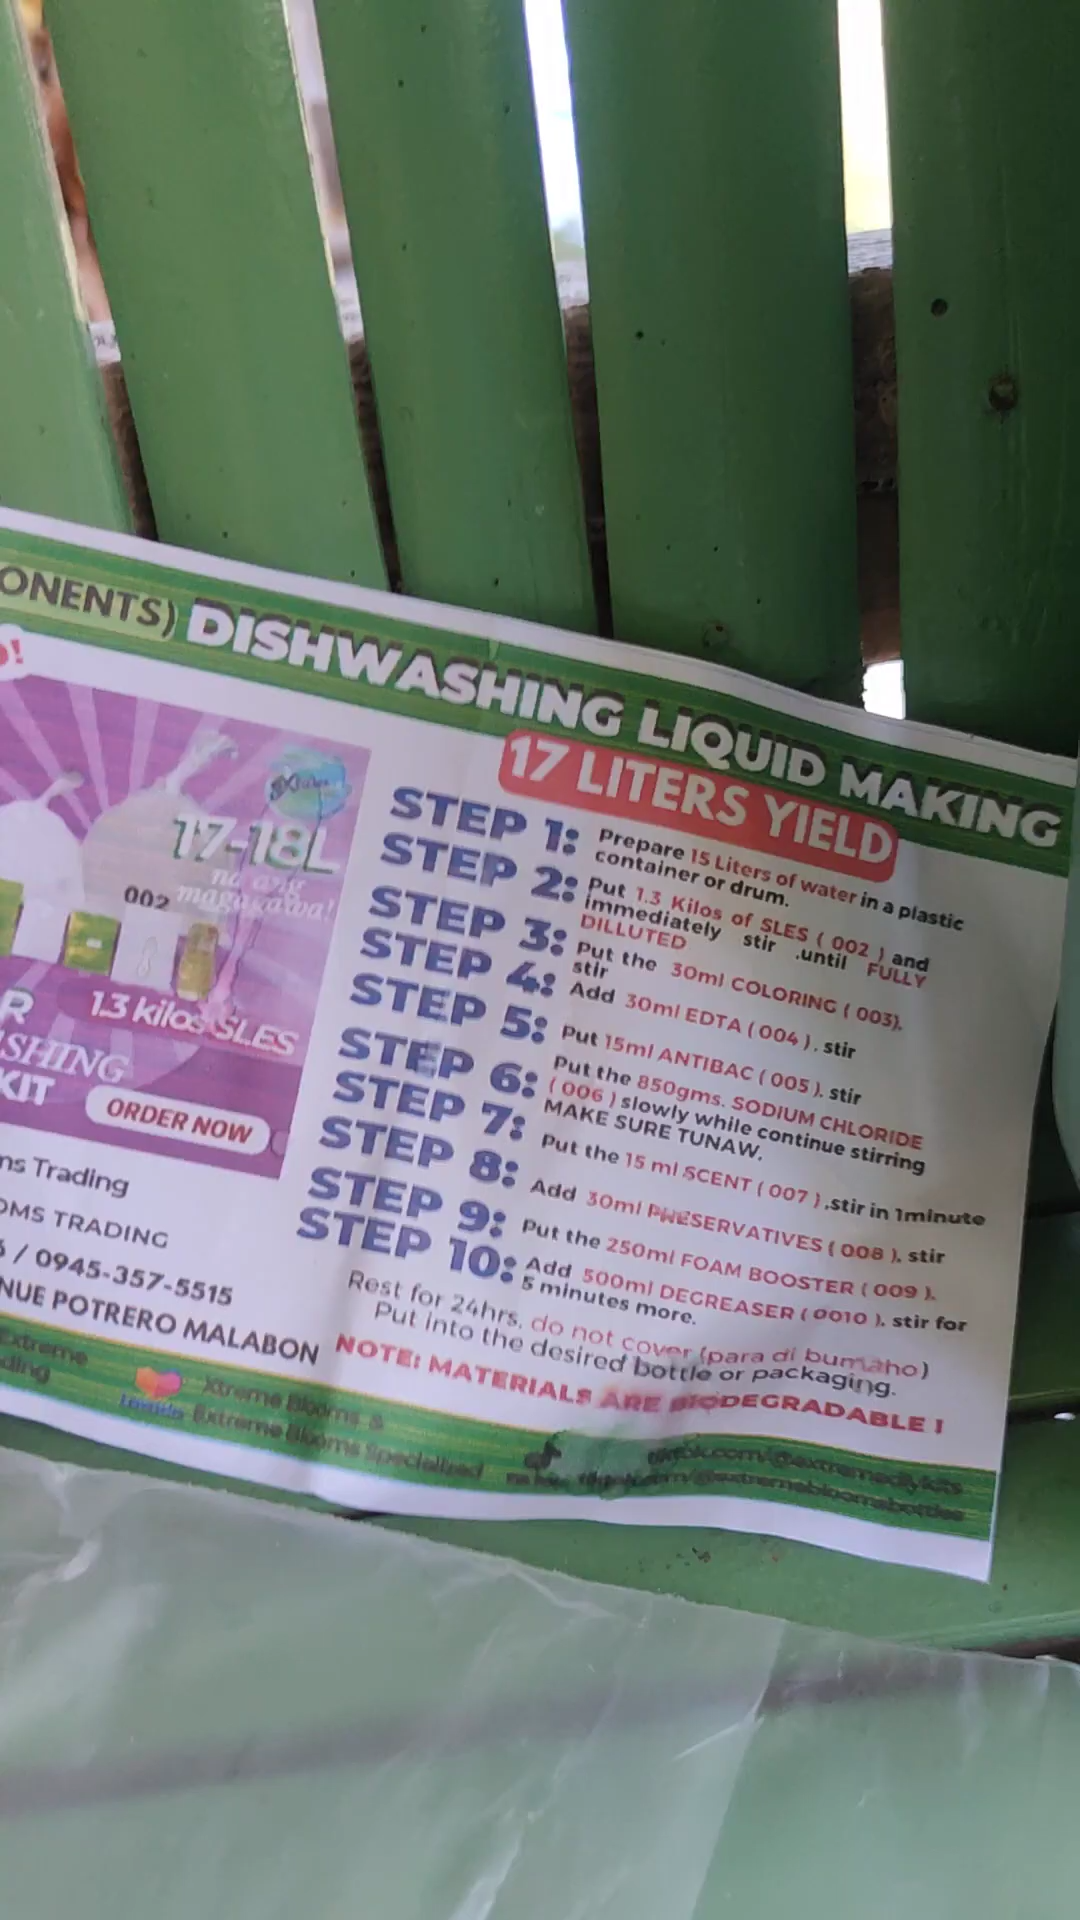 ONENTS) DISHWASHING LIQUID MAKING
17 LITERS YIELD
17-18L
na ang
magagawa!
002
1.3 kilos SLES
R
SHING
KIT
ORDER NOW
ms Trading
OMS TRADING
/ 0945-357-5515
NUE POTRERO MALABON
STEP 1: Prepare 15 Liters of water in a plastic
container or drum.
STEP 2: Put 1.3 Kilos of SLES ( 002 ) and
immediately stir .until FULLY
DILLUTED
STEP 3: Put the 30ml COLORING ( 003),
stir
STEP 4: Add 30ml EDTA ( 004 ), stir
STEP 5: Put 15ml ANTIBAC ( 005 ), stir
STEP 6: Put the 850gms. SODIUM CHLORIDE
( 006 ) slowly while continue stirring
MAKE SURE TUNAW.
STEP 7: Put the 15 ml SCENT ( 007 ),stir in 1minute
STEP 8: Add 30ml PRESERVATIVES ( 008 ), stir
STEP 9: Put the 250ml FOAM BOOSTER ( 009 ).
STEP 10: Add 500ml DEGREASER ( 0010 ), stir for
5 minutes more.
Rest for 24hrs, do not cover (para di bumaho)
Put into the desired bottle or packaging.
NOTE: MATERIALS ARE BIODEGRADABLE !
Extreme
ding
Lazada
Xtreme Blooms &
Extreme Blooms Specialized
tiktok.com/@extremediykits
tiktok.com/@extremebloomsbottles